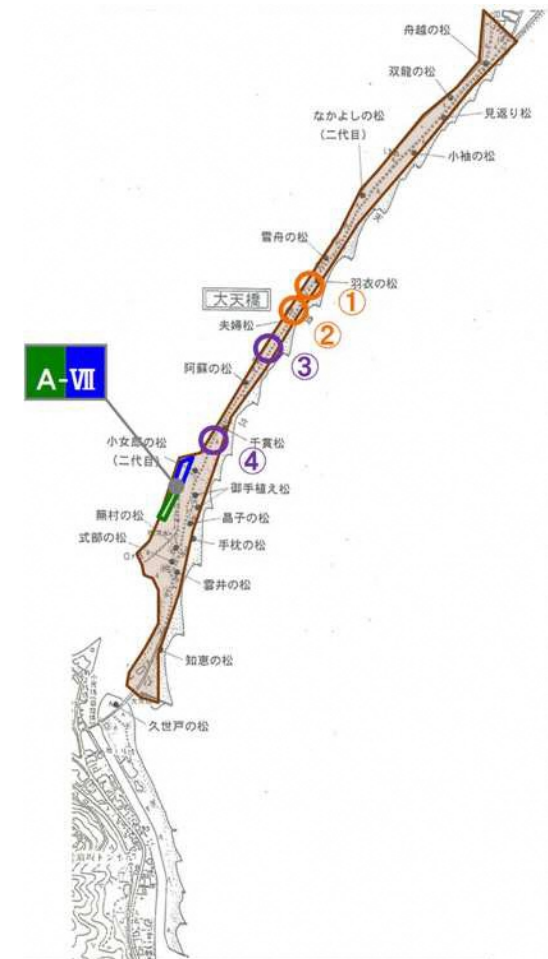 舟越の松
双龍の松
見返り松
なかよしの松
(二代目)
小袖の松
雪舟の松
羽衣の松
大天橋
①
夫婦松
②
③
阿蘇の松
A-Ⅶ
千貫松
小女郎の松
(二代目)
④
御手植え松
蕪村の松
晶子の松
式部の松
手枕の松
雲井の松
知恵の松
久世戸の松